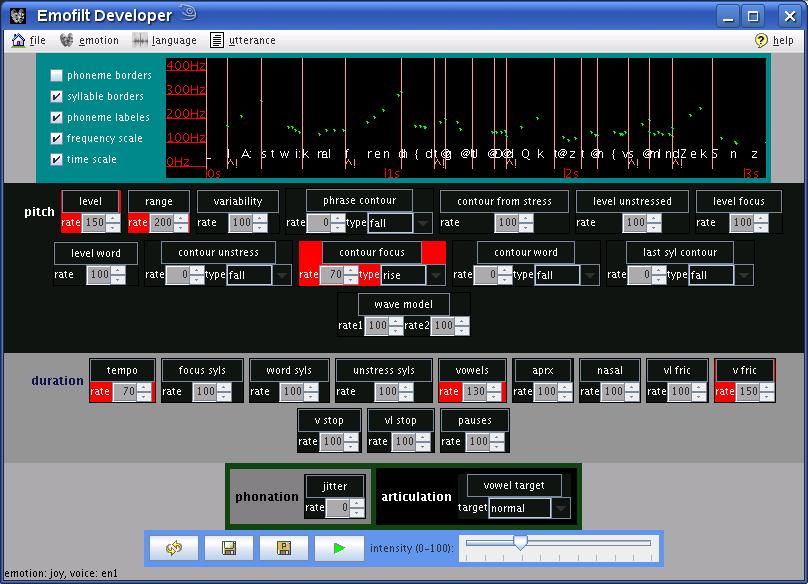 Emofilt Developer
file emotion language utterance help
phoneme borders
syllable borders
phoneme labeles
frequency scale
time scale
400Hz
300Hz
200Hz
100Hz
0Hz
0s 1s 2s 3s
pitch
level range variability phrase contour contour from stress level unstressed level focus
rate 150 rate 200 rate 100 rate 0 type fall rate 100 rate 100 rate 100
level word contour unstress contour focus contour word last syl contour
rate 100 rate 0 type fall rate 70 type rise rate 0 type fall rate 0 type fall
wave model
rate1 100 rate2 100
duration
tempo focus syls word syls unstress syls vowels aprx nasal vl fric v fric
rate 70 rate 100 rate 100 rate 100 rate 130 rate 100 rate 100 rate 100 rate 150
v stop vl stop pauses
rate 100 rate 100 rate 100
phonation jitter articulation vowel target
rate 0 target normal
P intensity (0-100):
emotion: joy, voice: en1